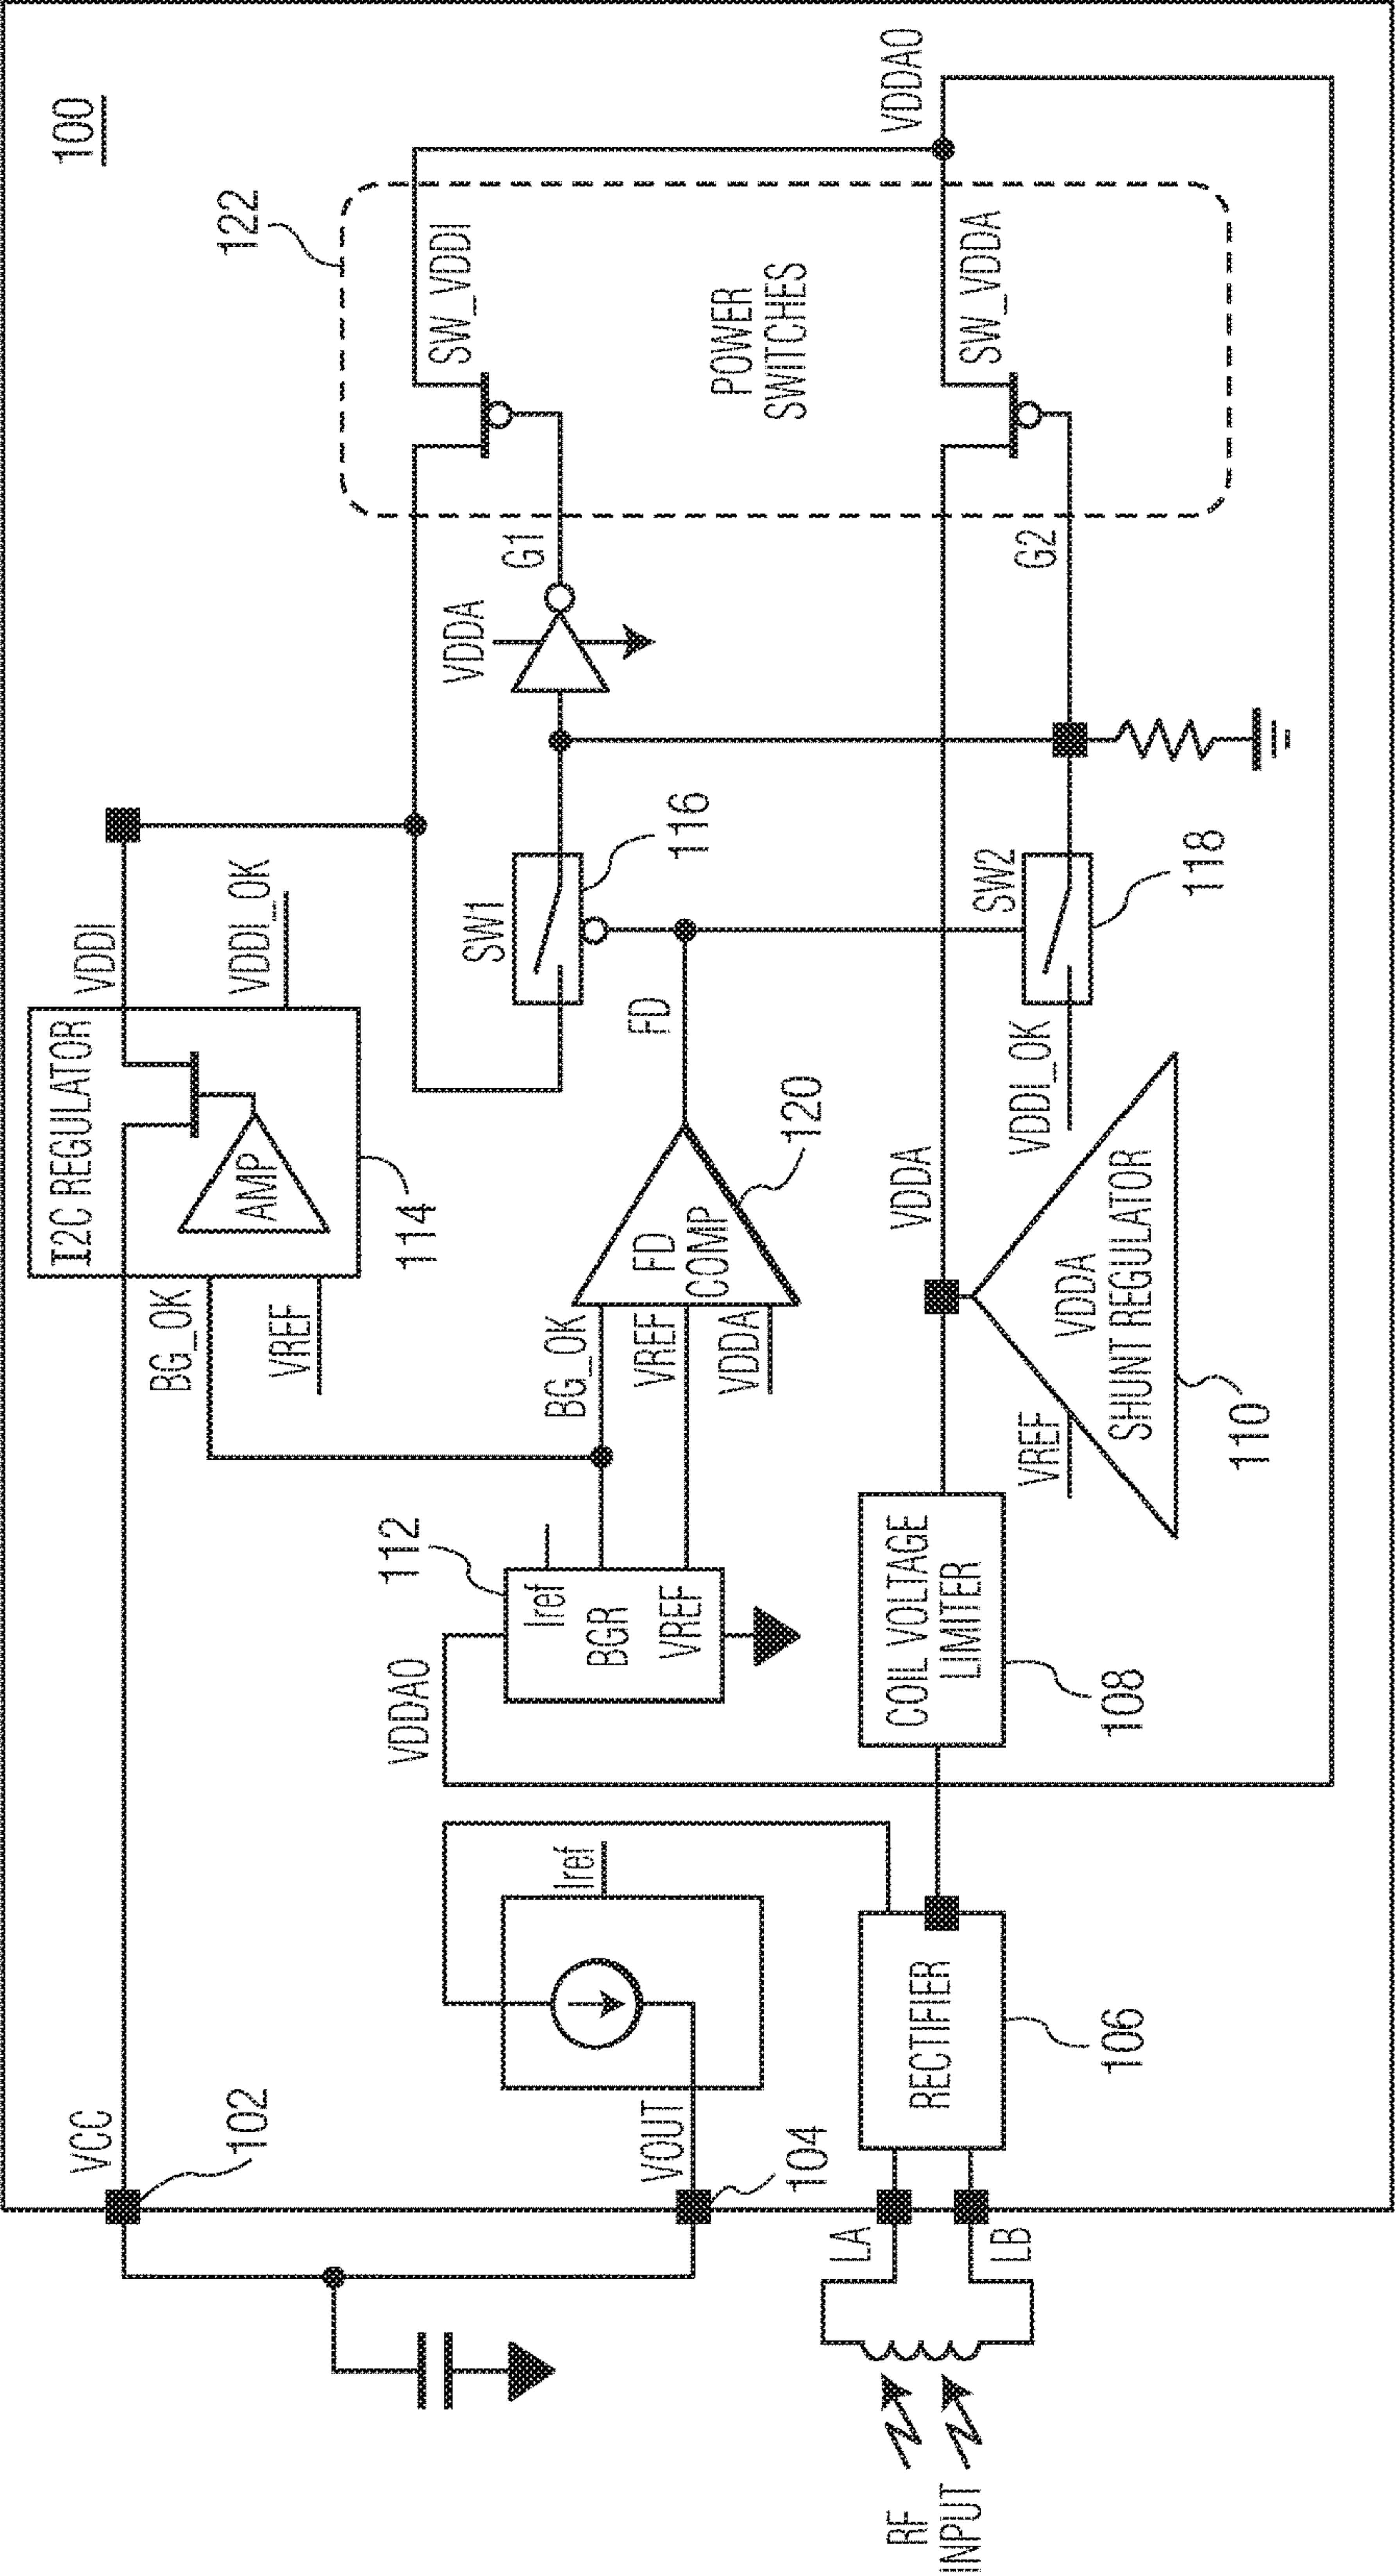 100
122
VCC
102
I2C REGULATOR
AMP
BG_OK
VREF
114
VDDI
VDDI_OK
SW_VDDI
POWER
SWITCHES
SW_VDDA
VDDA0
VDDA
G1
G2
SW1
116
SW2
VDDI_OK
118
FD
BG_OK
VREF
VDDA
FD
COMP
120
VDDA0
112
Iref
BGR
VREF
Iref
VOUT
104
LA
LB
RF
INPUT
RECTIFIER
106
COIL VOLTAGE
LIMITER
108
VDDA
VREF
VDDA
SHUNT REGULATOR
110